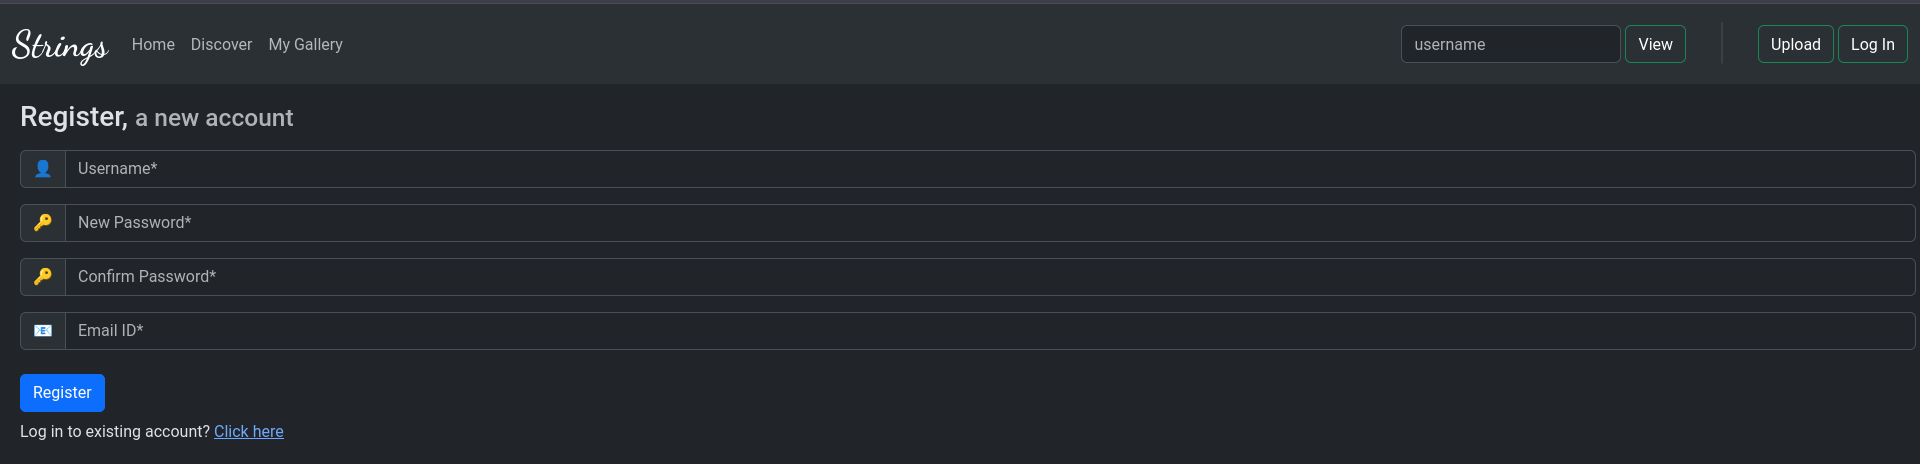 Strings Home Discover My Gallery username View Upload Log In
Register, a new account
Username*
New Password*
Confirm Password*
Email ID*
Register
Log in to existing account? Click here